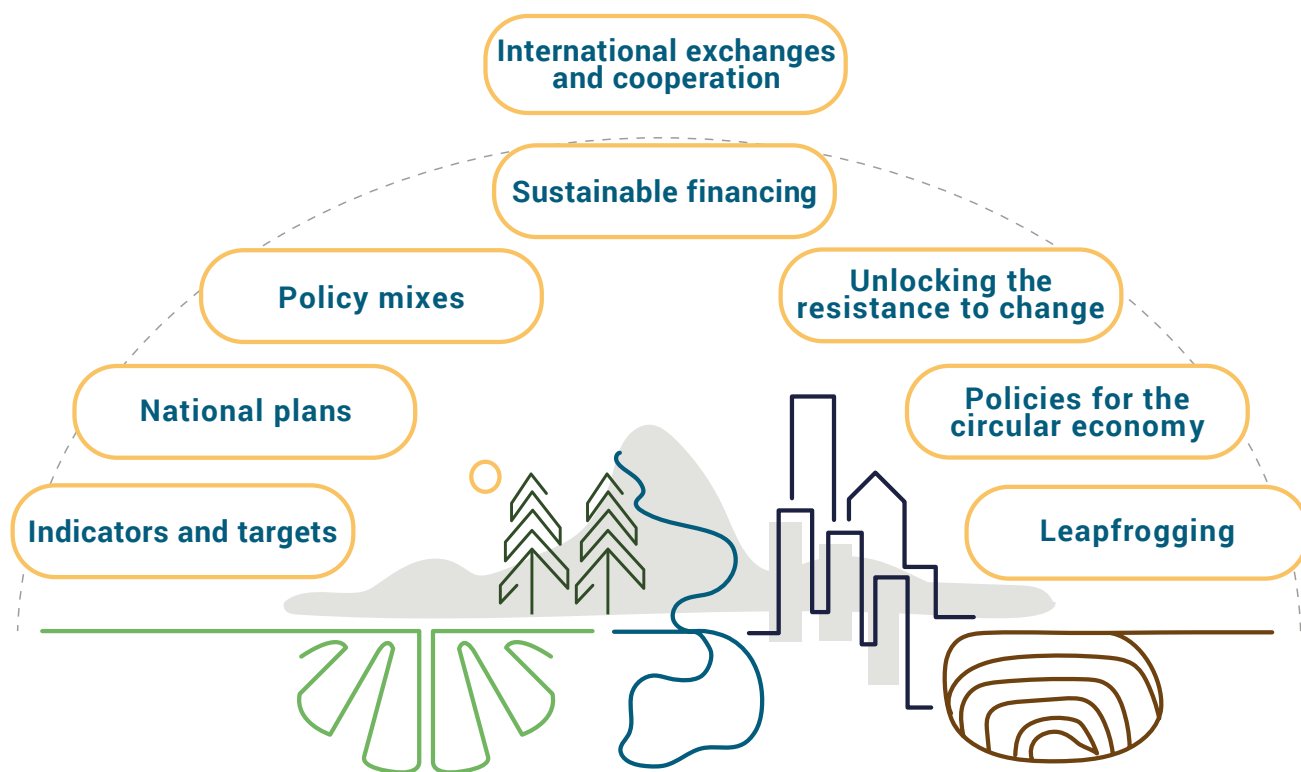 International exchanges
and cooperation
Sustainable financing
Policy mixes
Unlocking the
resistance to change
National plans
Policies for the
circular economy
Indicators and targets
Leapfrogging